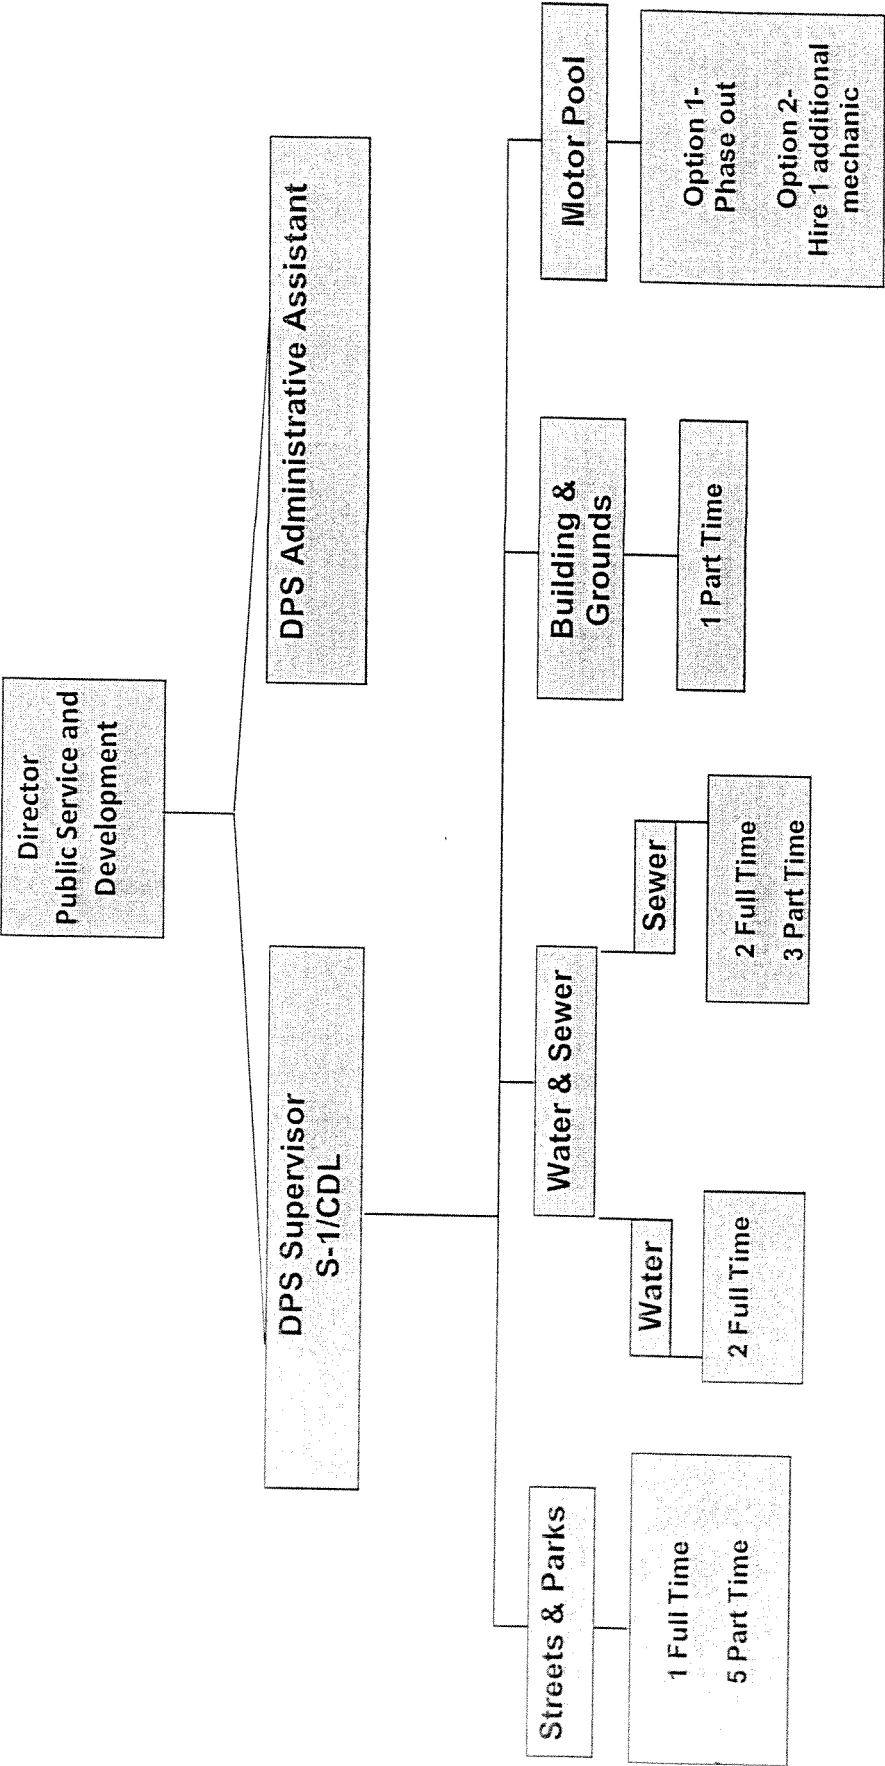 Director
Public Service and
Development
DPS Supervisor
S-1/CDL
DPS Administrative Assistant
Streets & Parks
1 Full Time
5 Part Time
Water & Sewer
Water
2 Full Time
Sewer
2 Full Time
3 Part Time
Building &
Grounds
1 Part Time
Motor Pool
Option 1-
Phase out
Option 2-
Hire 1 additional
mechanic